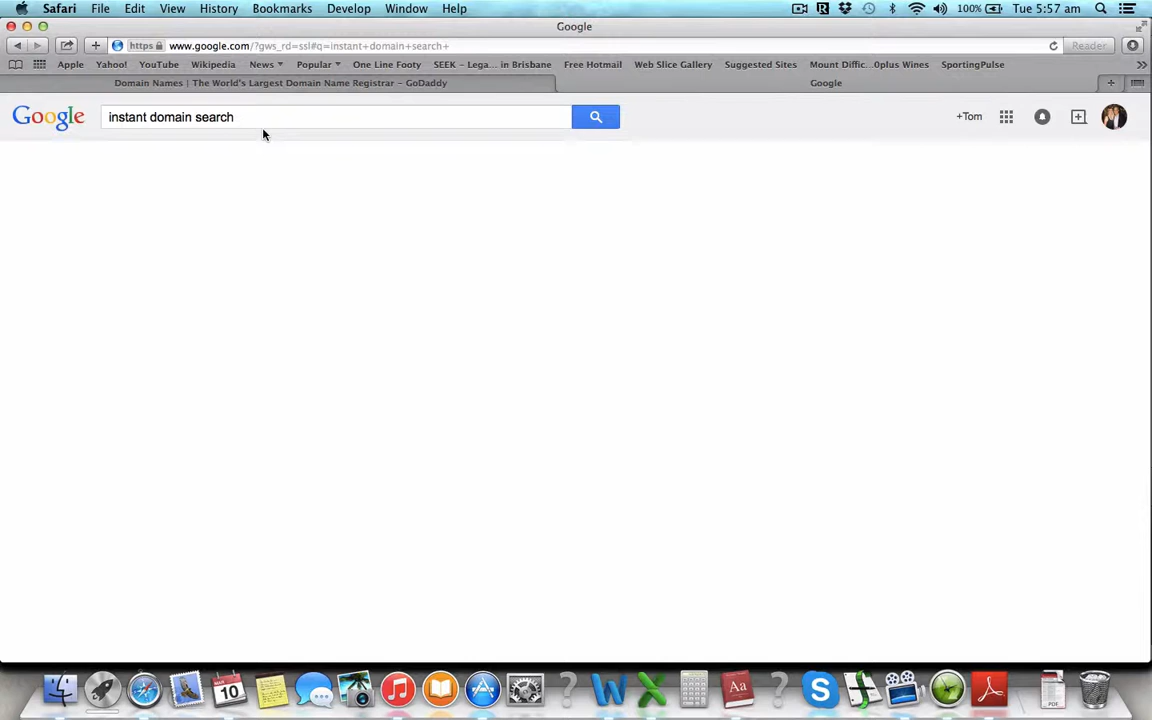 Safari File Edit View History Bookmarks Develop Window Help 100% Tue 5:57 am
Google
https www.google.com/?gws_rd=ssl#q=instant+domain+search+ Reader
Apple Yahoo! YouTube Wikipedia News Popular One Line Footy SEEK – Lega... in Brisbane Free Hotmail Web Slice Gallery Suggested Sites Mount Diffic...0plus Wines SportingPulse
Domain Names | The World's Largest Domain Name Registrar – GoDaddy Google
Google instant domain search +Tom
10 Aa PDF